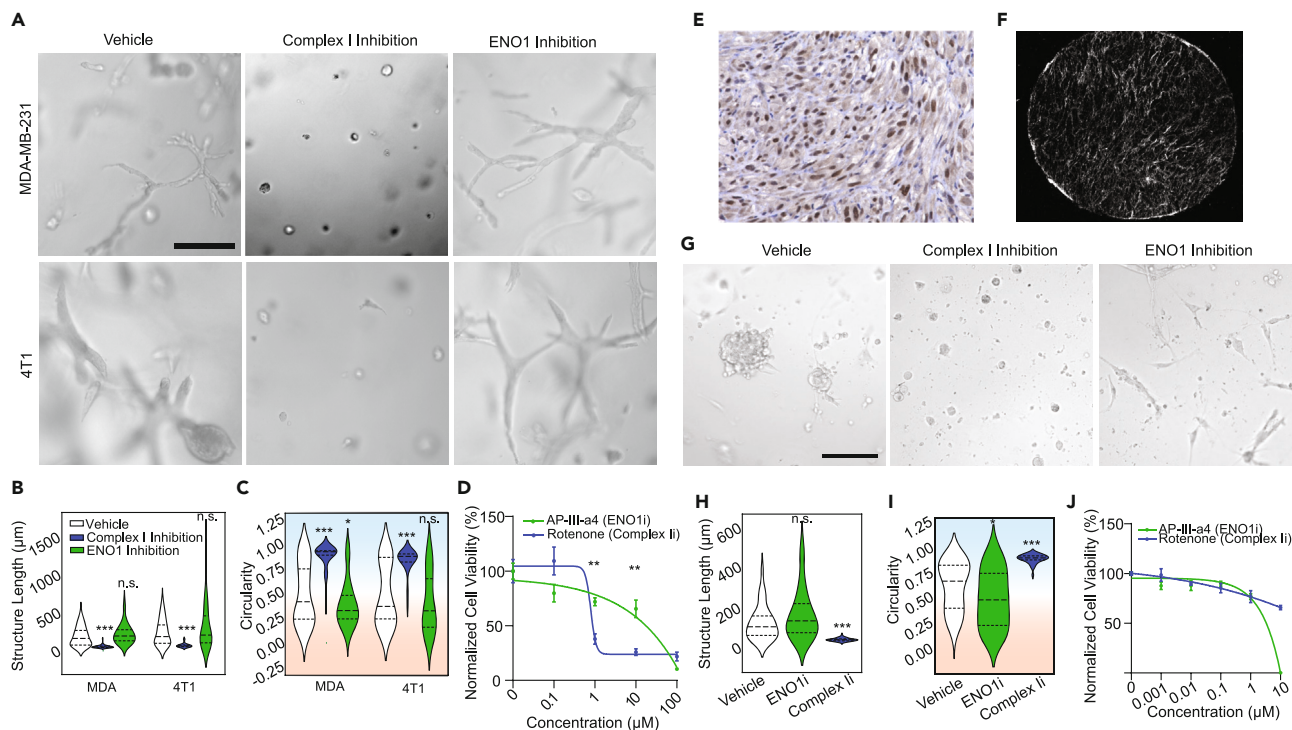 A
Vehicle
Complex I Inhibition
ENO1 Inhibition
MDA-MB-231
4T1
E
F
G
Vehicle
Complex I Inhibition
ENO1 Inhibition
B
Structure Length (µm)
1500
1000
500
0
Vehicle
Complex I Inhibition
ENO1 Inhibition
***
n.s.
***
n.s.
MDA
4T1
C
Circularity
1.25
1.00
0.75
0.50
0.25
0.00
-0.25
***
*
***
n.s.
MDA
4T1
D
Normalized Cell Viability (%)
150
100
50
0
AP-III-a4 (ENO1i)
Rotenone (Complex Ii)
**
**
0
0.1
1
10
100
Concentration (µM)
H
Structure Length (µm)
600
400
200
0
n.s.
***
Vehicle
ENO1i
Complex Ii
I
Circularity
1.25
1.00
0.75
0.50
0.25
0.00
*
***
Vehicle
ENO1i
Complex Ii
J
Normalized Cell Viability (%)
150
100
50
AP-III-a4 (ENO1i)
Rotenone (Complex Ii)
0
0.001
0.01
0.1
1
10
Concentration (µM)